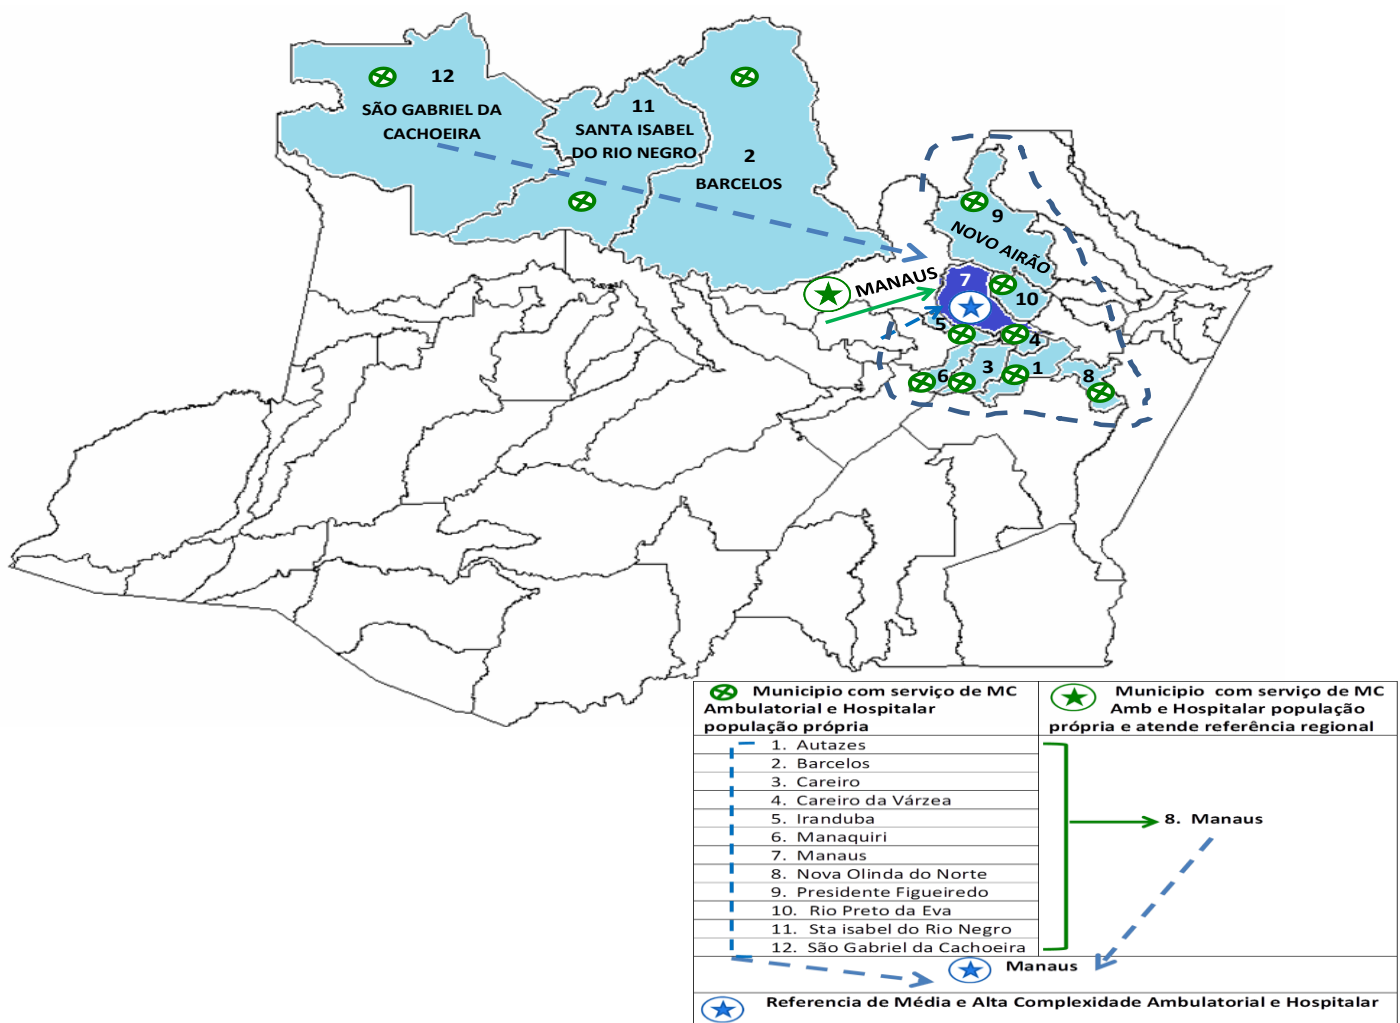 12
SÃO GABRIEL DA
CACHOEIRA
11
SANTA ISABEL
DO RIO NEGRO
2
BARCELOS
9
NOVO AIRÃO
MANAUS
7
10
5
4
6
3
1
8
Municipio com serviço de MC
Ambulatorial e Hospitalar
população própria
Municipio com serviço de MC
Amb e Hospitalar população
própria e atende referência regional
1. Autazes
2. Barcelos
3. Careiro
4. Careiro da Várzea
5. Iranduba
6. Manaquiri
7. Manaus
8. Nova Olinda do Norte
9. Presidente Figueiredo
10. Rio Preto da Eva
11. Sta isabel do Rio Negro
12. São Gabriel da Cachoeira
8. Manaus
Manaus
Referencia de Média e Alta Complexidade Ambulatorial e Hospitalar